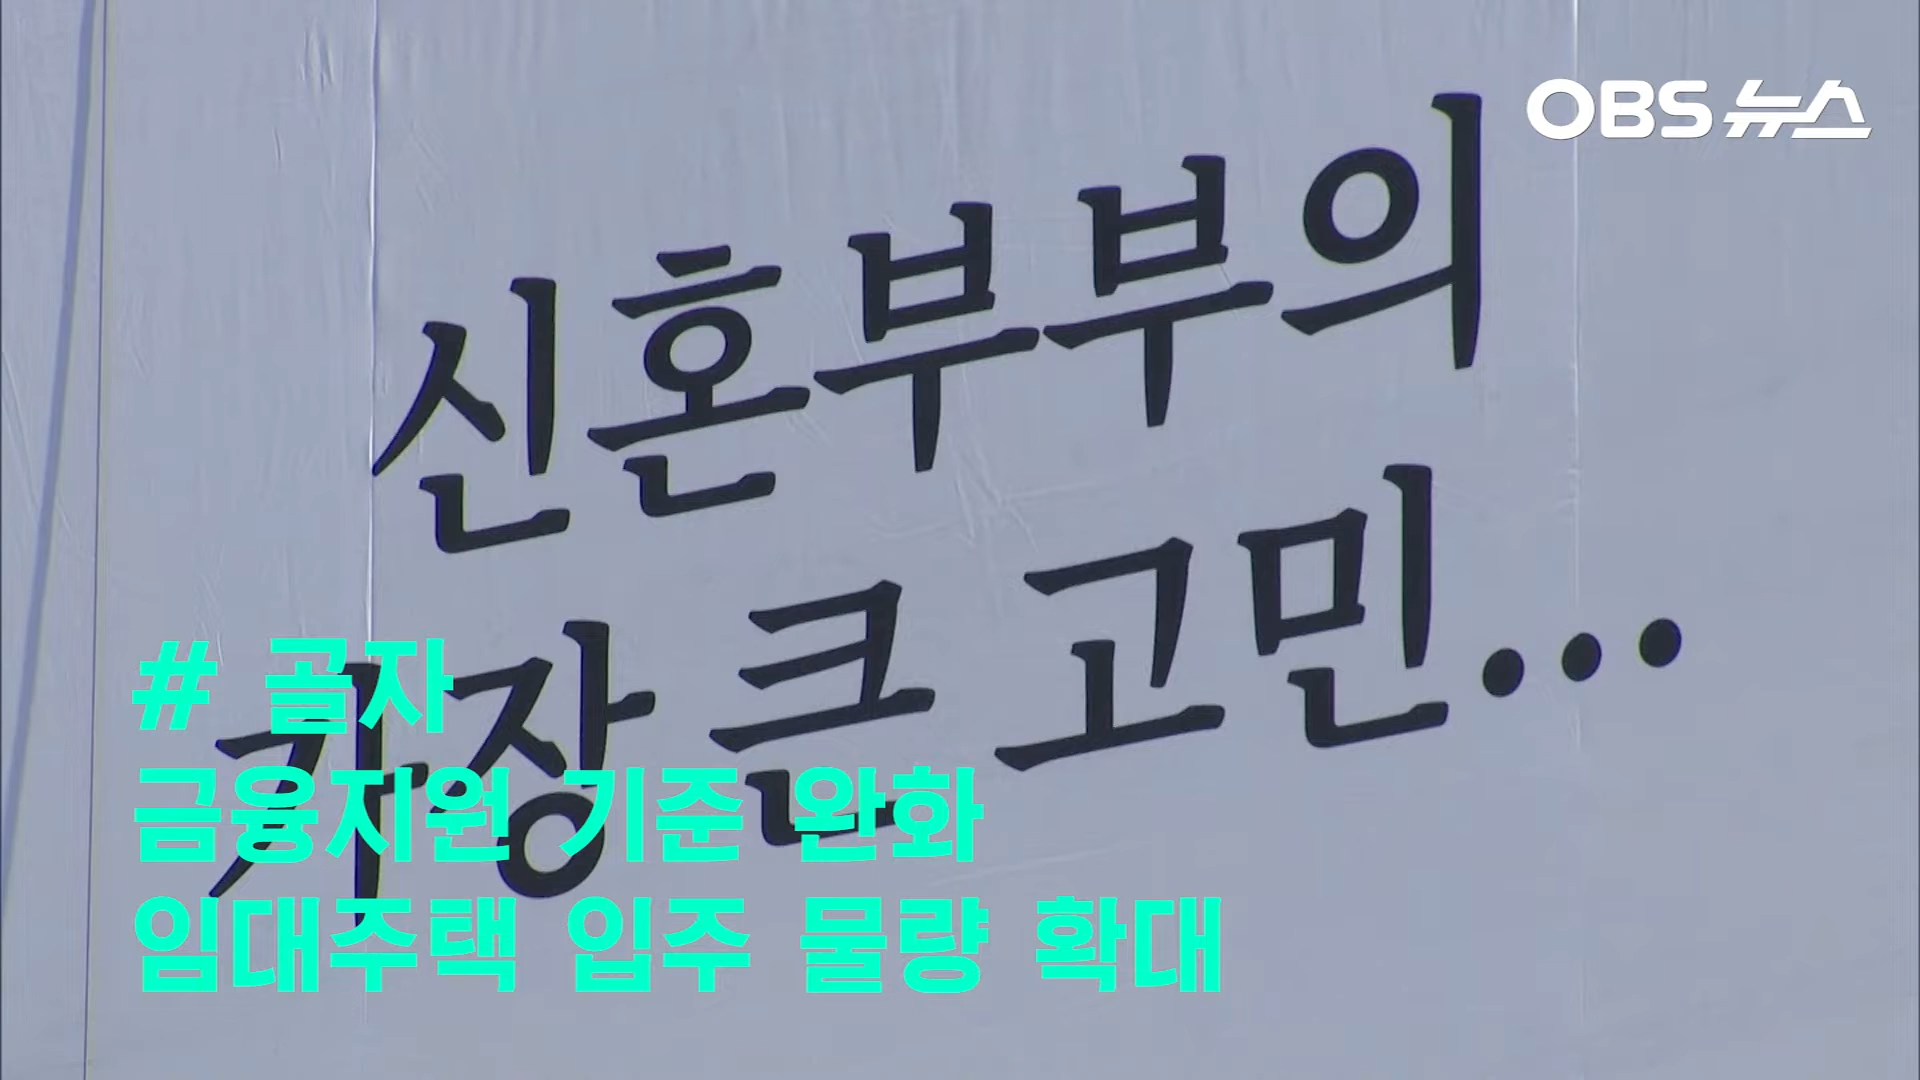 OBS 뉴스
신혼부부의
가장 큰 고민...
# 골자
금융지원 기준 완화
임대주택 입주 물량 확대